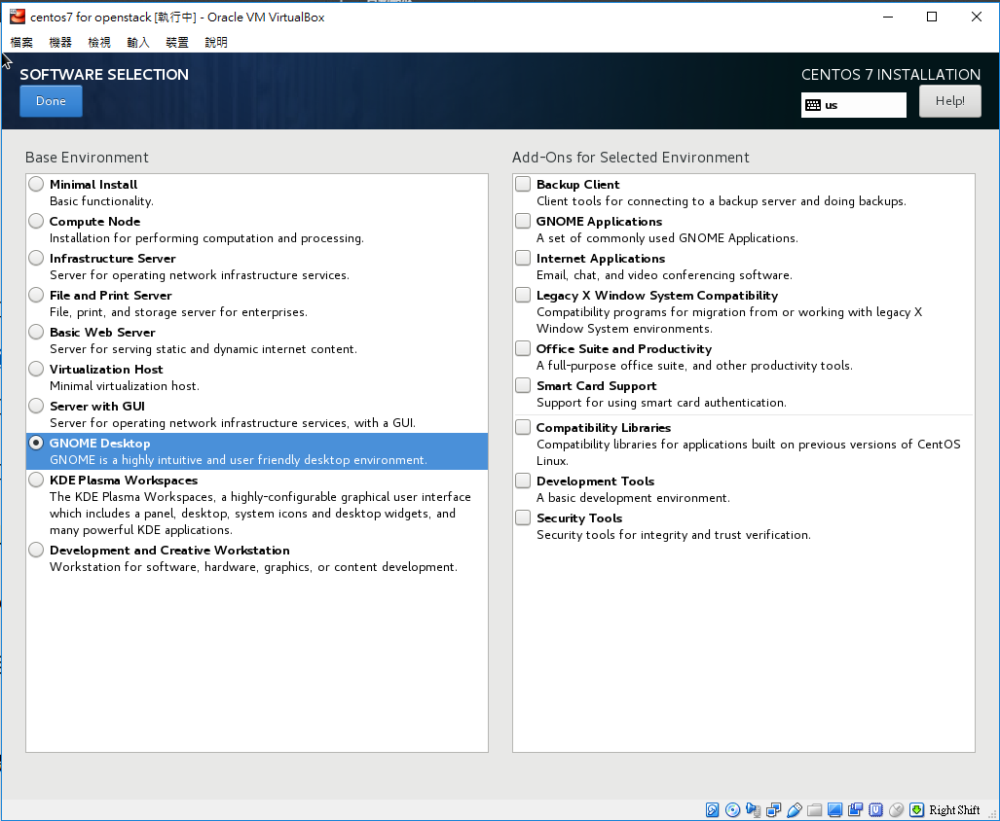 centos7 for openstack [執行中] - Oracle VM VirtualBox
檔案 機器 檢視 輸入 裝置 說明
SOFTWARE SELECTION
CENTOS 7 INSTALLATION
Done
us
Help!
Base Environment
Minimal Install
Basic functionality.
Compute Node
Installation for performing computation and processing.
Infrastructure Server
Server for operating network infrastructure services.
File and Print Server
File, print, and storage server for enterprises.
Basic Web Server
Server for serving static and dynamic internet content.
Virtualization Host
Minimal virtualization host.
Server with GUI
Server for operating network infrastructure services, with a GUI.
GNOME Desktop
GNOME is a highly intuitive and user friendly desktop environment.
KDE Plasma Workspaces
The KDE Plasma Workspaces, a highly-configurable graphical user interface
which includes a panel, desktop, system icons and desktop widgets, and
many powerful KDE applications.
Development and Creative Workstation
Workstation for software, hardware, graphics, or content development.
Add-Ons for Selected Environment
Backup Client
Client tools for connecting to a backup server and doing backups.
GNOME Applications
A set of commonly used GNOME Applications.
Internet Applications
Email, chat, and video conferencing software.
Legacy X Window System Compatibility
Compatibility programs for migration from or working with legacy X
Window System environments.
Office Suite and Productivity
A full-purpose office suite, and other productivity tools.
Smart Card Support
Support for using smart card authentication.
Compatibility Libraries
Compatibility libraries for applications built on previous versions of CentOS
Linux.
Development Tools
A basic development environment.
Security Tools
Security tools for integrity and trust verification.
Right Shift